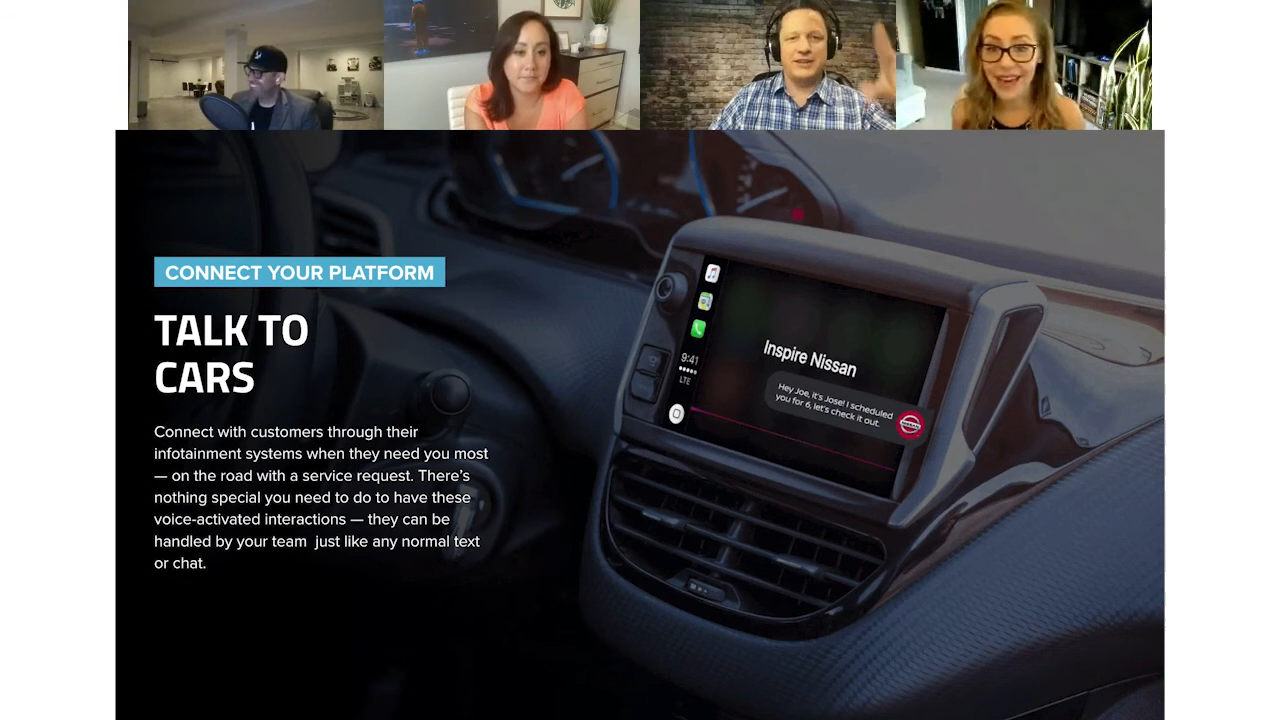 CONNECT YOUR PLATFORM
TALK TO
CARS
Connect with customers through their
infotainment systems when they need you most
— on the road with a service request. There's
nothing special you need to do to have these
voice-activated interactions — they can be
handled by your team  just like any normal text
or chat.
9:41
LTE
Inspire Nissan
Hey Joe, it's Jose! I scheduled
you for 6, let's check it out.
NISSAN